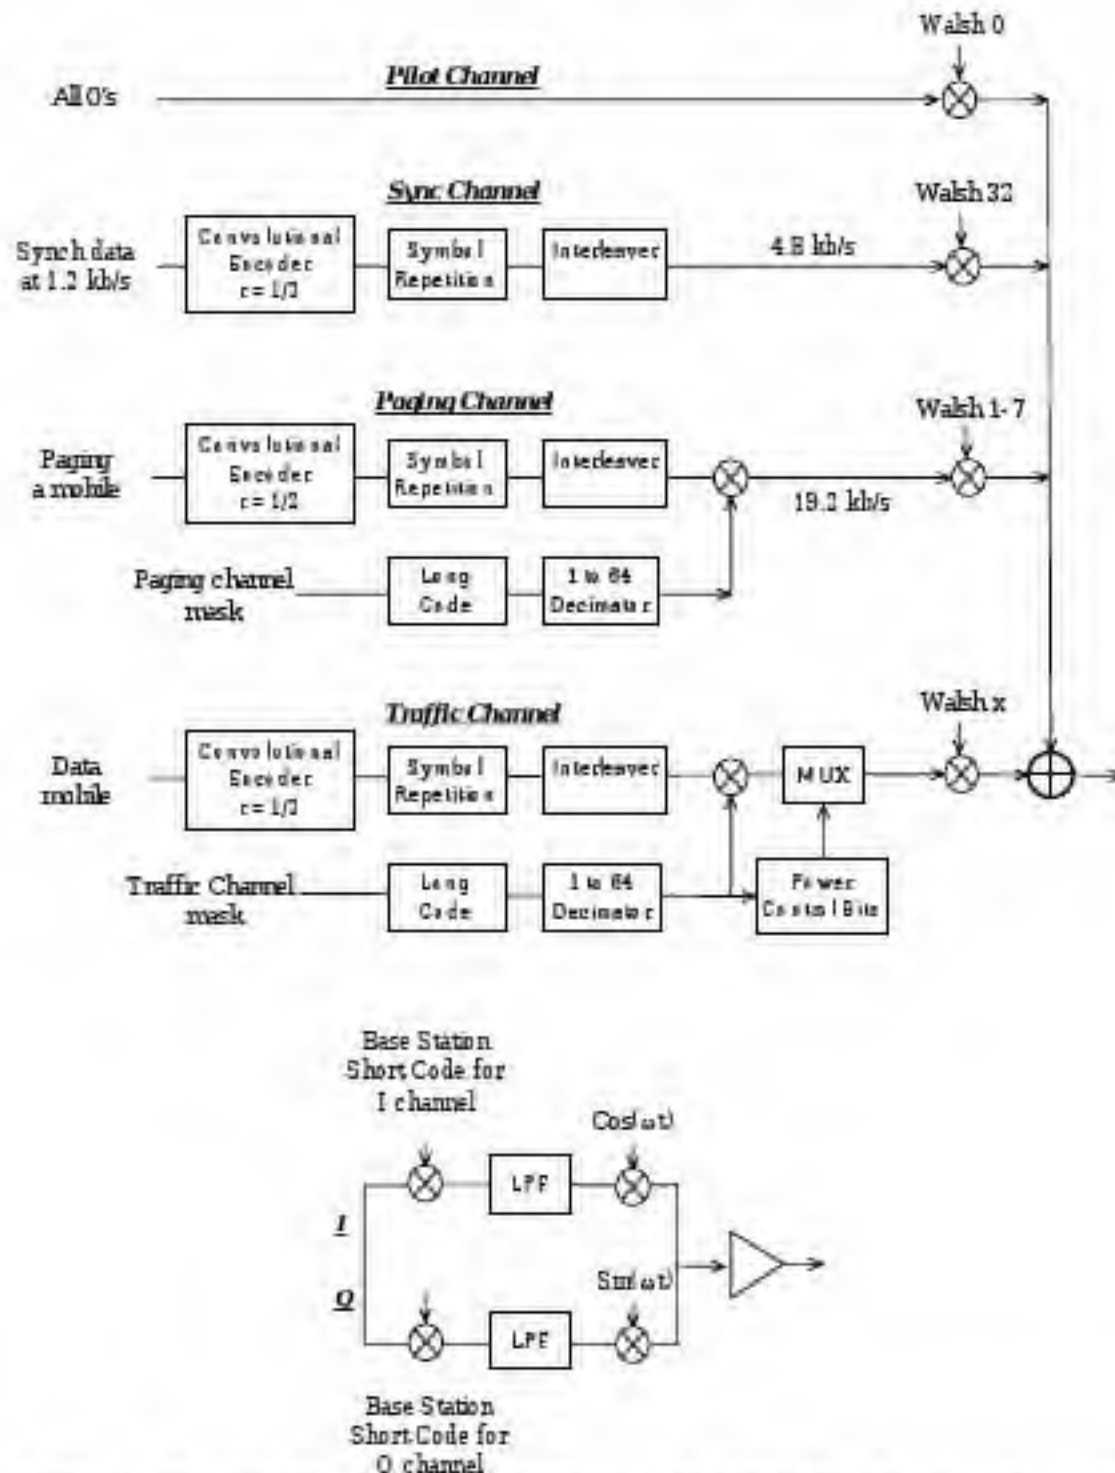 Walsh 0
Pilot Channel
All 0's
Sync Channel
Walsh 32
Synch data
at 1.2 kb/s
Convolutional
Encoder
r = 1/2
Symbol
Repetition
Interleaver
4.8 kb/s
Paging Channel
Walsh 1-7
Paging
a mobile
Convolutional
Encoder
r = 1/2
Symbol
Repetition
Interleaver
19.2 kb/s
Paging channel
mask
Long
Code
1 to 64
Decimator
Traffic Channel
Walsh x
Data
mobile
Convolutional
Encoder
r = 1/2
Symbol
Repetition
Interleaver
MUX
Traffic Channel
mask
Long
Code
1 to 64
Decimator
Power
Control Bits
Base Station
Short Code for
I channel
Cos(ωt)
LPF
I
Sin(ωt)
Q
LPF
Base Station
Short Code for
Q channel